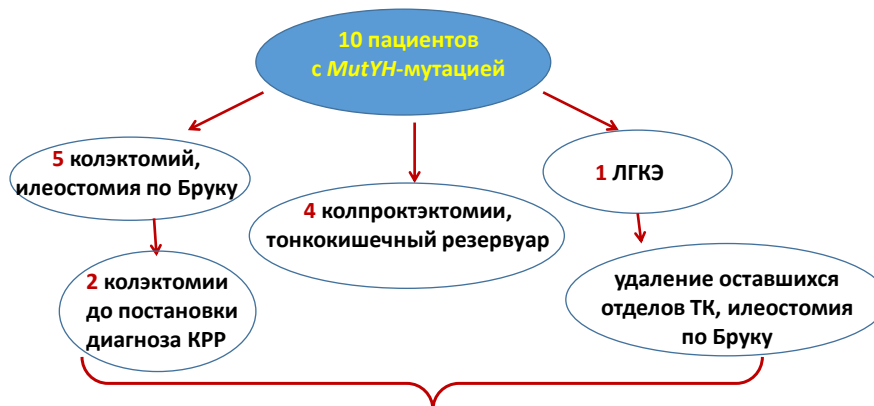 10 пациентов
с MutYH-мутацией
5 колэктомий,
илеостомия по Бруку
4 колпроктэктомии,
тонкокишечный резервуар
1 ЛГКЭ
2 колэктомии
до постановки
диагноза КРР
удаление оставшихся
отделов ТК, илеостомия
по Бруку